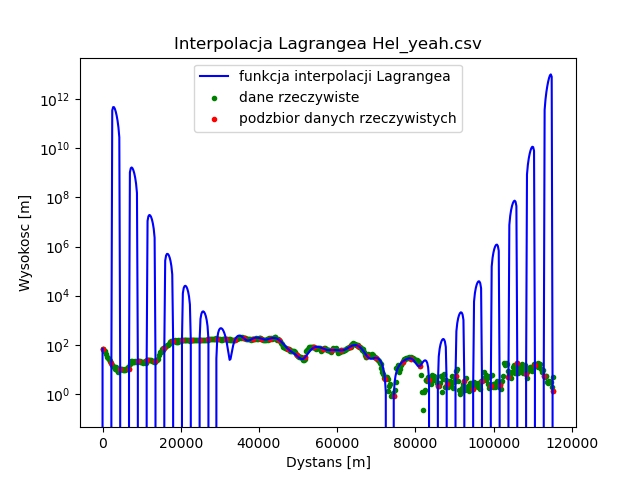 Interpolacja Lagrangea Hel_yeah.csv
funkcja interpolacji Lagrangea
dane rzeczywiste
podzbior danych rzeczywistych
Wysokosc [m]
10^12
10^10
10^8
10^6
10^4
10^2
10^0
0 20000 40000 60000 80000 100000 120000
Dystans [m]